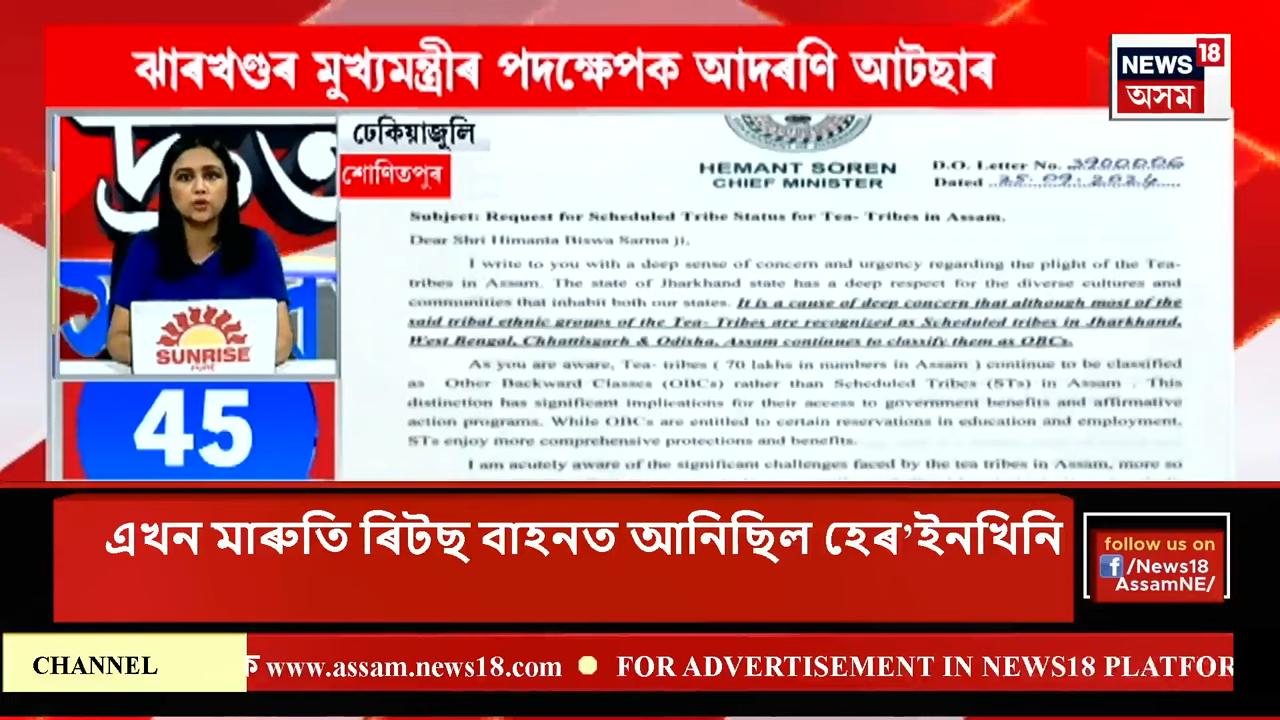 ঝাৰখণ্ডৰ মুখ্যমন্ত্ৰীৰ পদক্ষেপক আদৰণি আটছাৰ
NEWS 18
অসম
ঢেকিয়াজুলি
শোণিতপুৰ
HEMANT SOREN
CHIEF MINISTER
D.O. Letter No. 3900006
Dated 25.09.2024
Subject: Request for Scheduled Tribe Status for Tea- Tribes in Assam.
Dear Shri Himanta Biswa Sarma ji,
I write to you with a deep sense of concern and urgency regarding the plight of the Tea-
tribes in Assam. The state of Jharkhand state has a deep respect for the diverse cultures and
communities that inhabit both our states. It is a cause of deep concern that although most of the
said tribal ethnic groups of the Tea- Tribes are recognized as Scheduled tribes in Jharkhand,
West Bengal, Chhattisgarh & Odisha, Assam continues to classify them as OBCs.
As you are aware, Tea- tribes ( 70 lakhs in numbers in Assam ) continue to be classified
as Other Backward Classes (OBCs) rather than Scheduled Tribes (STs) in Assam . This
distinction has significant implications for their access to government benefits and affirmative
action programs. While OBCs are entitled to certain reservations in education and employment,
STs enjoy more comprehensive protections and benefits.
I am acutely aware of the significant challenges faced by the tea tribes in Assam, more so
SUNRISE
PURE
45
এখন মাৰুতি ৰিটছ বাহনত আনিছিল হেৰ’ইনখিনি
follow us on
/News18
AssamNE/
CHANNEL
ক www.assam.news18.com FOR ADVERTISEMENT IN NEWS18 PLATFOR